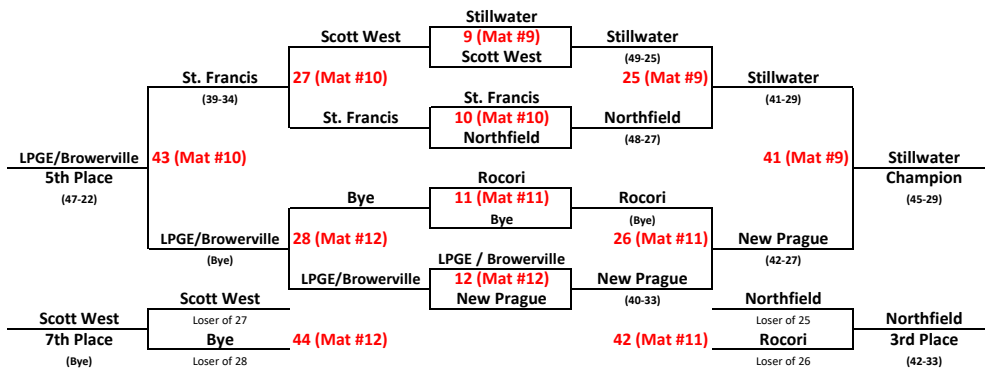 Stillwater
Scott West 9 (Mat #9) Stillwater
Scott West
(49-25)
St. Francis 27 (Mat #10) 25 (Mat #9) Stillwater
(39-34) (41-29)
St. Francis
St. Francis 10 (Mat #10) Northfield
Northfield
(48-27)
LPGE/Browerville 43 (Mat #10) 41 (Mat #9) Stillwater
5th Place Champion
(47-22) (45-29)
Rocori
Bye 11 (Mat #11) Rocori
Bye (Bye)
LPGE/Browerville 28 (Mat #12) 26 (Mat #11) New Prague
(Bye) (42-27)
LPGE / Browerville
LPGE/Browerville 12 (Mat #12) New Prague
New Prague
(40-33)
Scott West Northfield
Scott West Loser of 27 Loser of 25 Northfield
7th Place Bye 44 (Mat #12) 42 (Mat #11) Rocori 3rd Place
(Bye) Loser of 28 Loser of 26 (42-33)